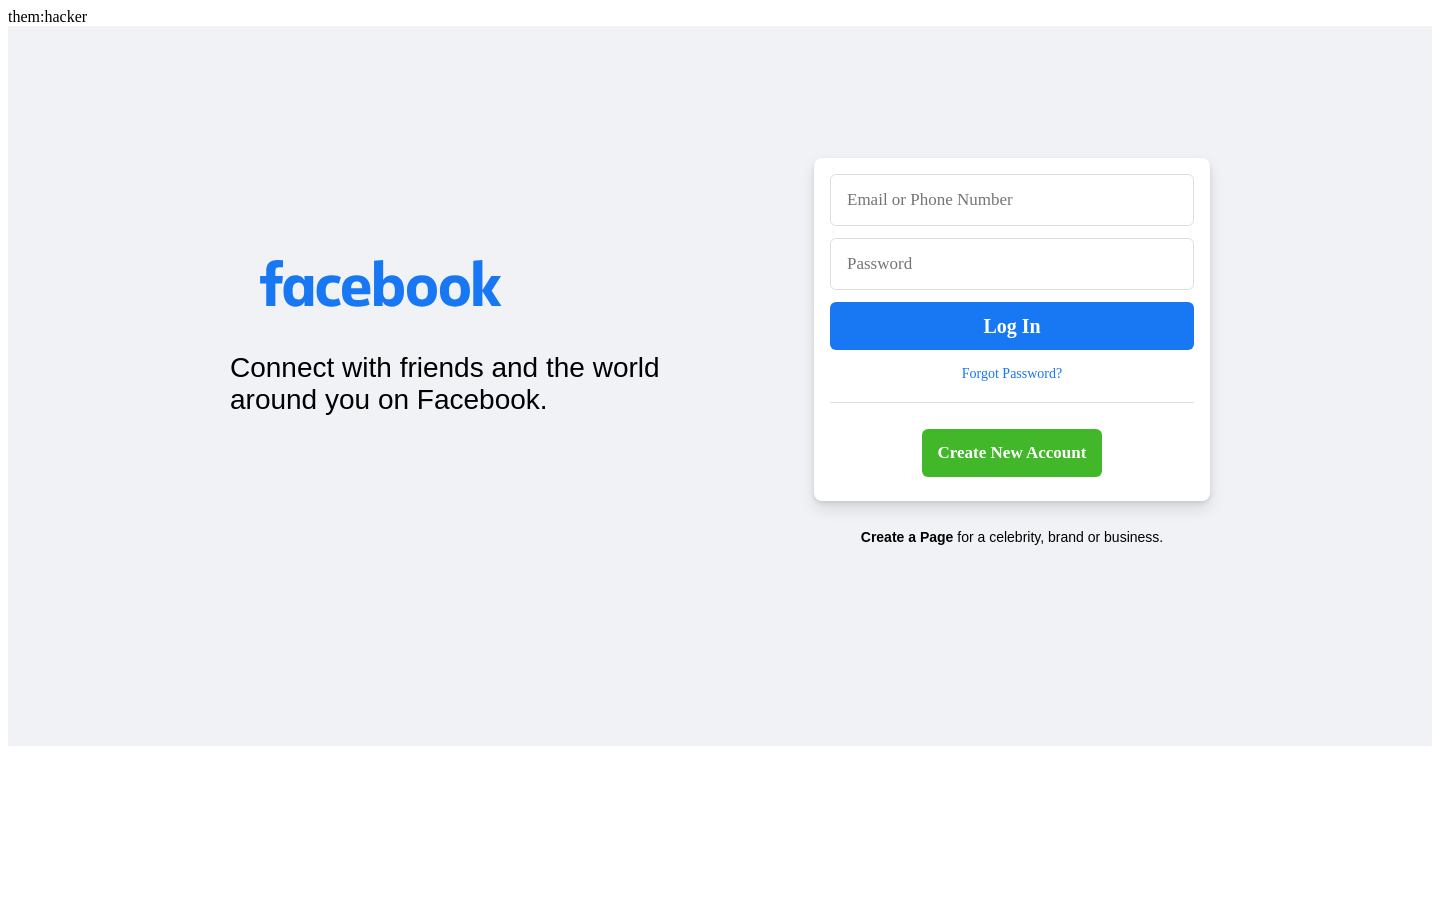 them:hacker
facebook
Connect with friends and the world
around you on Facebook.
Email or Phone Number
Password
Log In
Forgot Password?
Create New Account
Create a Page for a celebrity, brand or business.